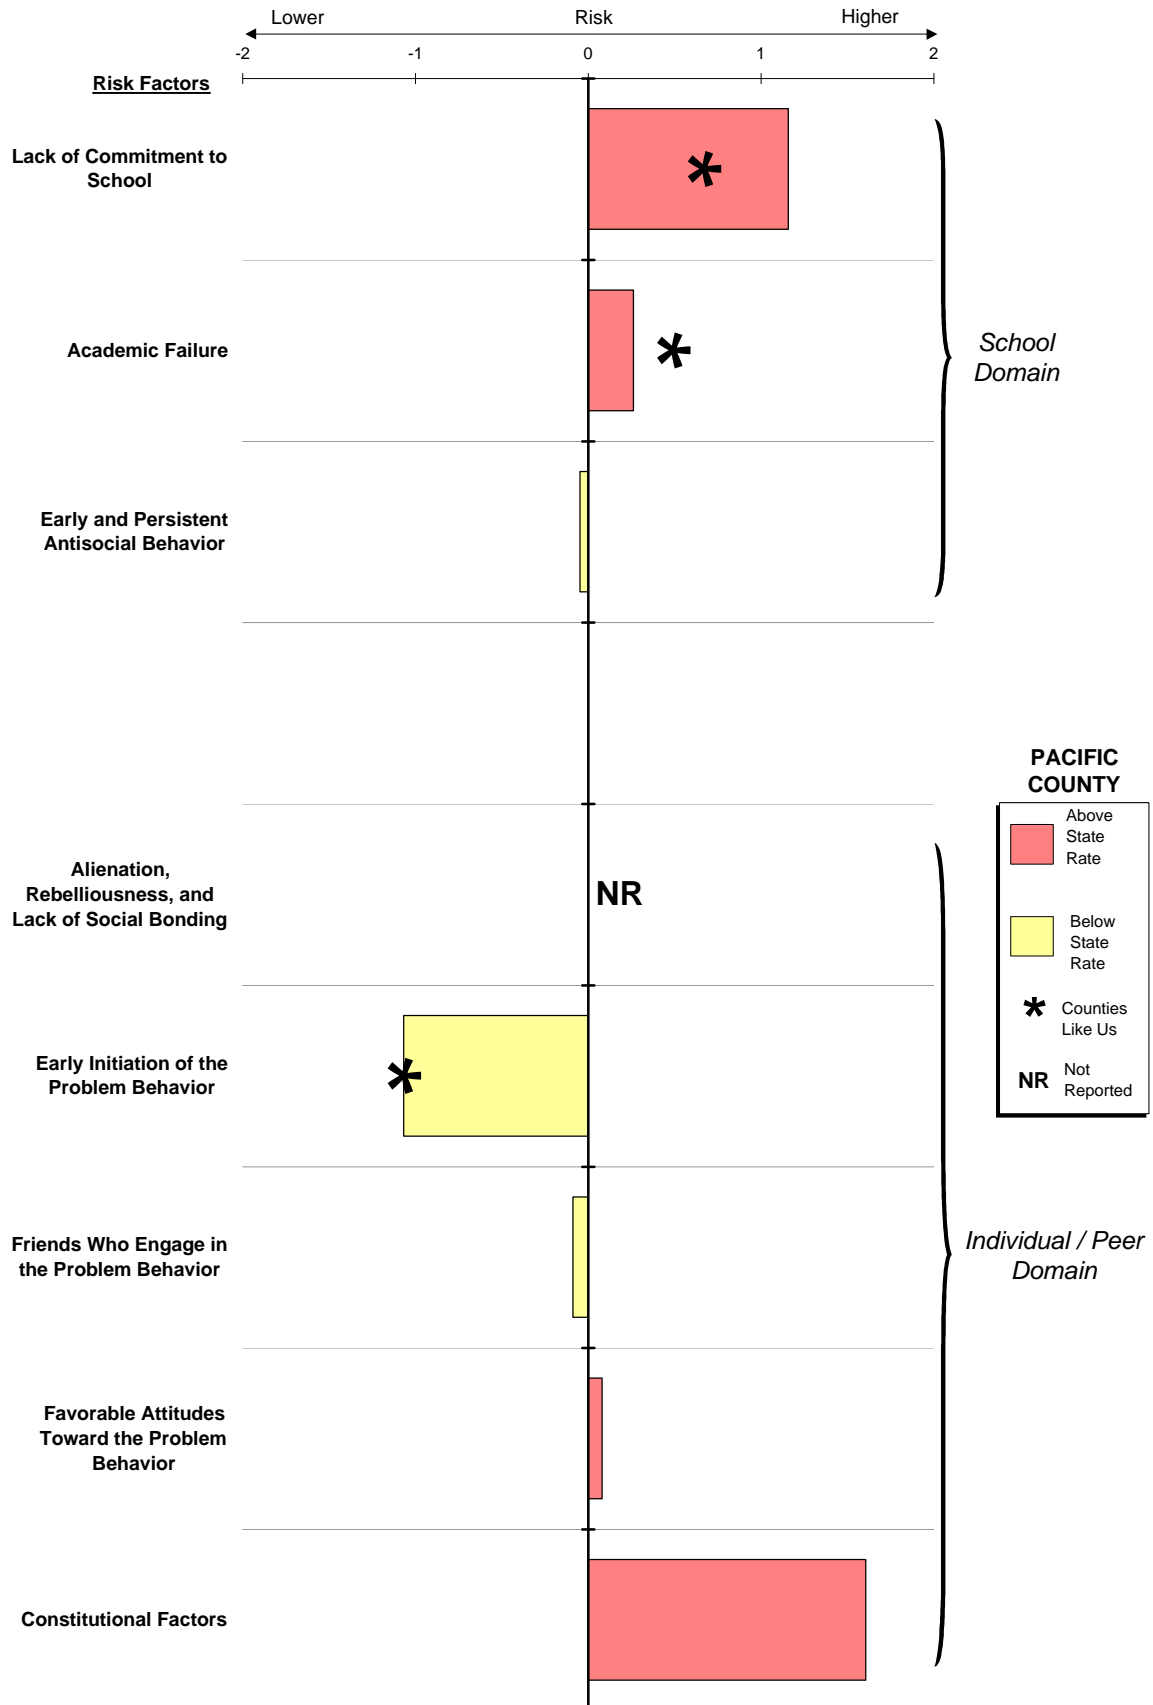 Lower Risk Higher
-2 -1 0 1 2
Risk Factors
Lack of Commitment to
School
Academic Failure
School
Domain
Early and Persistent
Antisocial Behavior
PACIFIC
COUNTY
Above
State
Rate
Below
State
Rate
* Counties
Like Us
NR Not
Reported
Alienation,
Rebelliousness, and
Lack of Social Bonding
NR
Early Initiation of the
Problem Behavior
Friends Who Engage in
the Problem Behavior
Individual / Peer
Domain
Favorable Attitudes
Toward the Problem
Behavior
Constitutional Factors